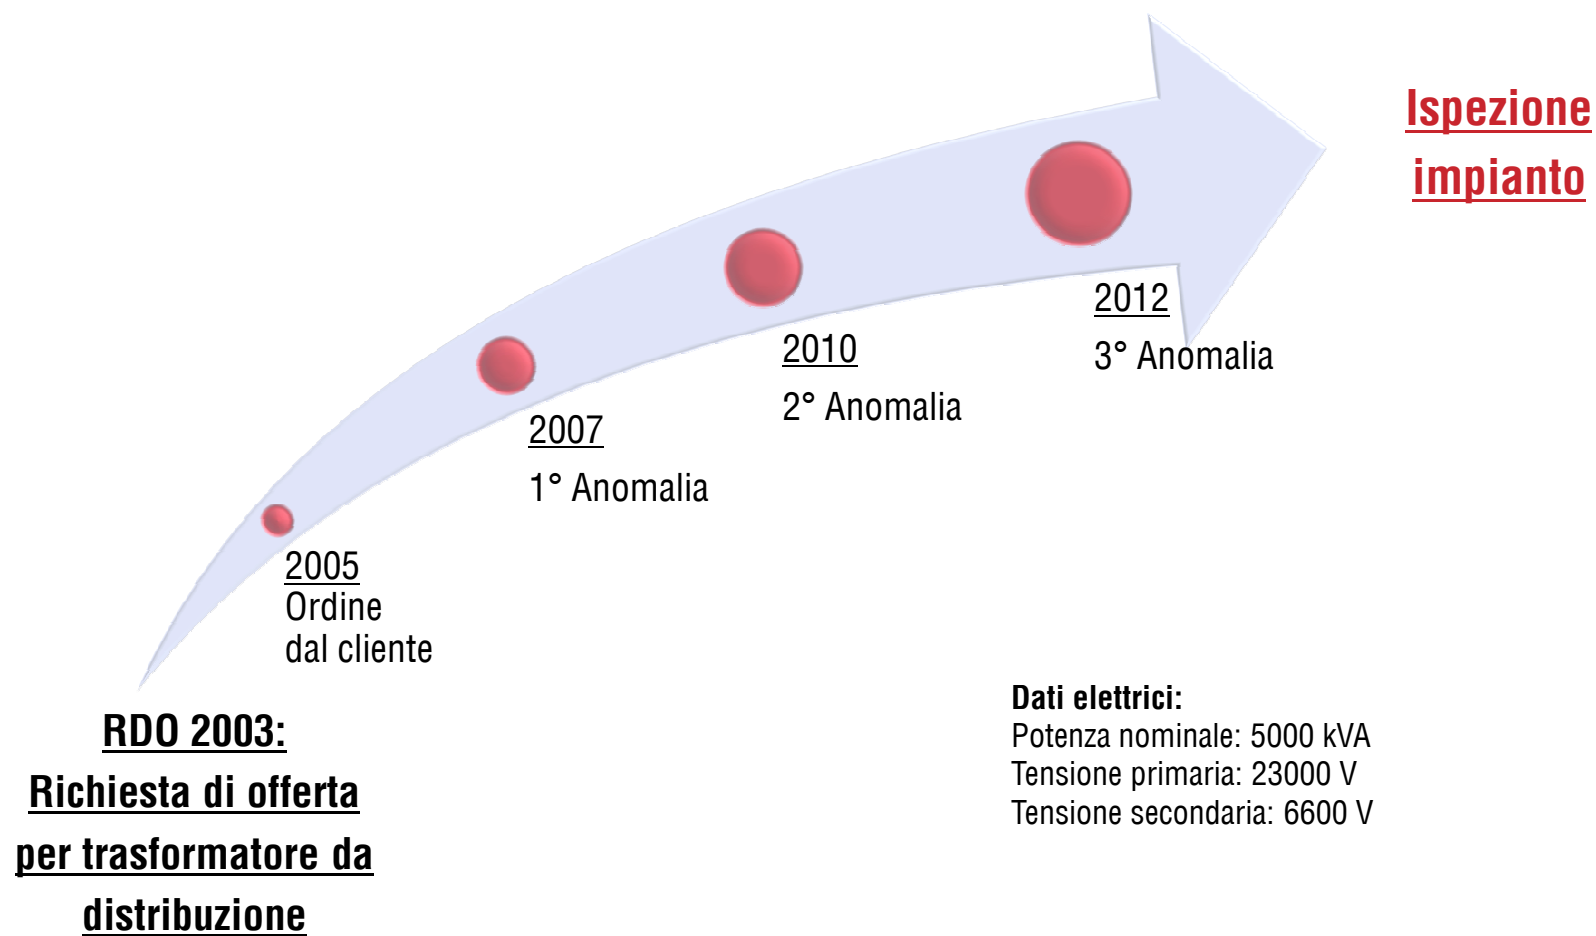 Ispezione
impianto
2012
3° Anomalia
2010
2° Anomalia
2007
1° Anomalia
2005
Ordine
dal cliente
RDO 2003:
Richiesta di offerta
per trasformatore da
distribuzione
Dati elettrici:
Potenza nominale: 5000 kVA
Tensione primaria: 23000 V
Tensione secondaria: 6600 V